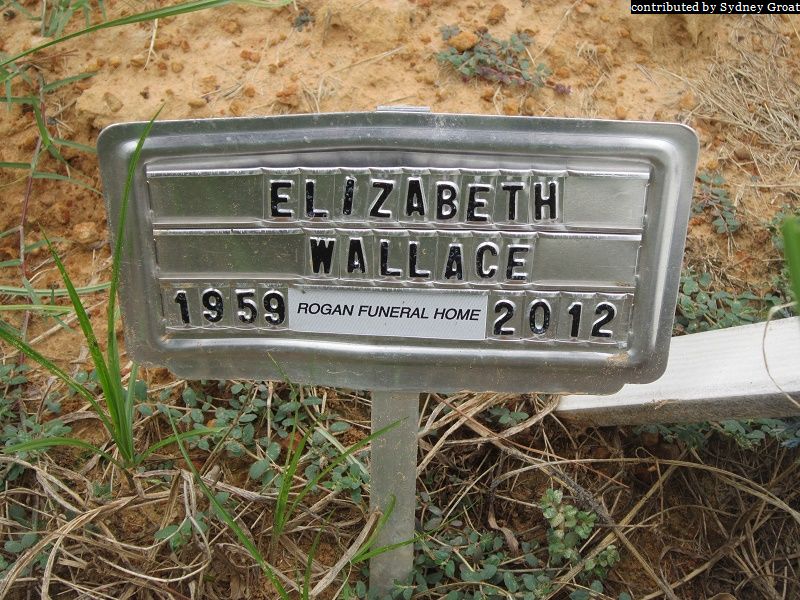 contributed by Sydney Groat
ELIZABETH
WALLACE
1959 ROGAN FUNERAL HOME 2012